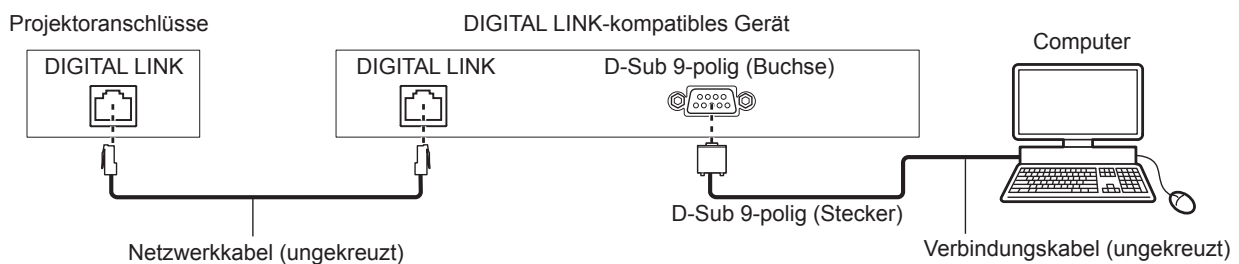 Projektoranschlüsse
DIGITAL LINK-kompatibles Gerät
Computer
DIGITAL LINK
DIGITAL LINK
D-Sub 9-polig (Buchse)
D-Sub 9-polig (Stecker)
Netzwerkkabel (ungekreuzt)
Verbindungskabel (ungekreuzt)